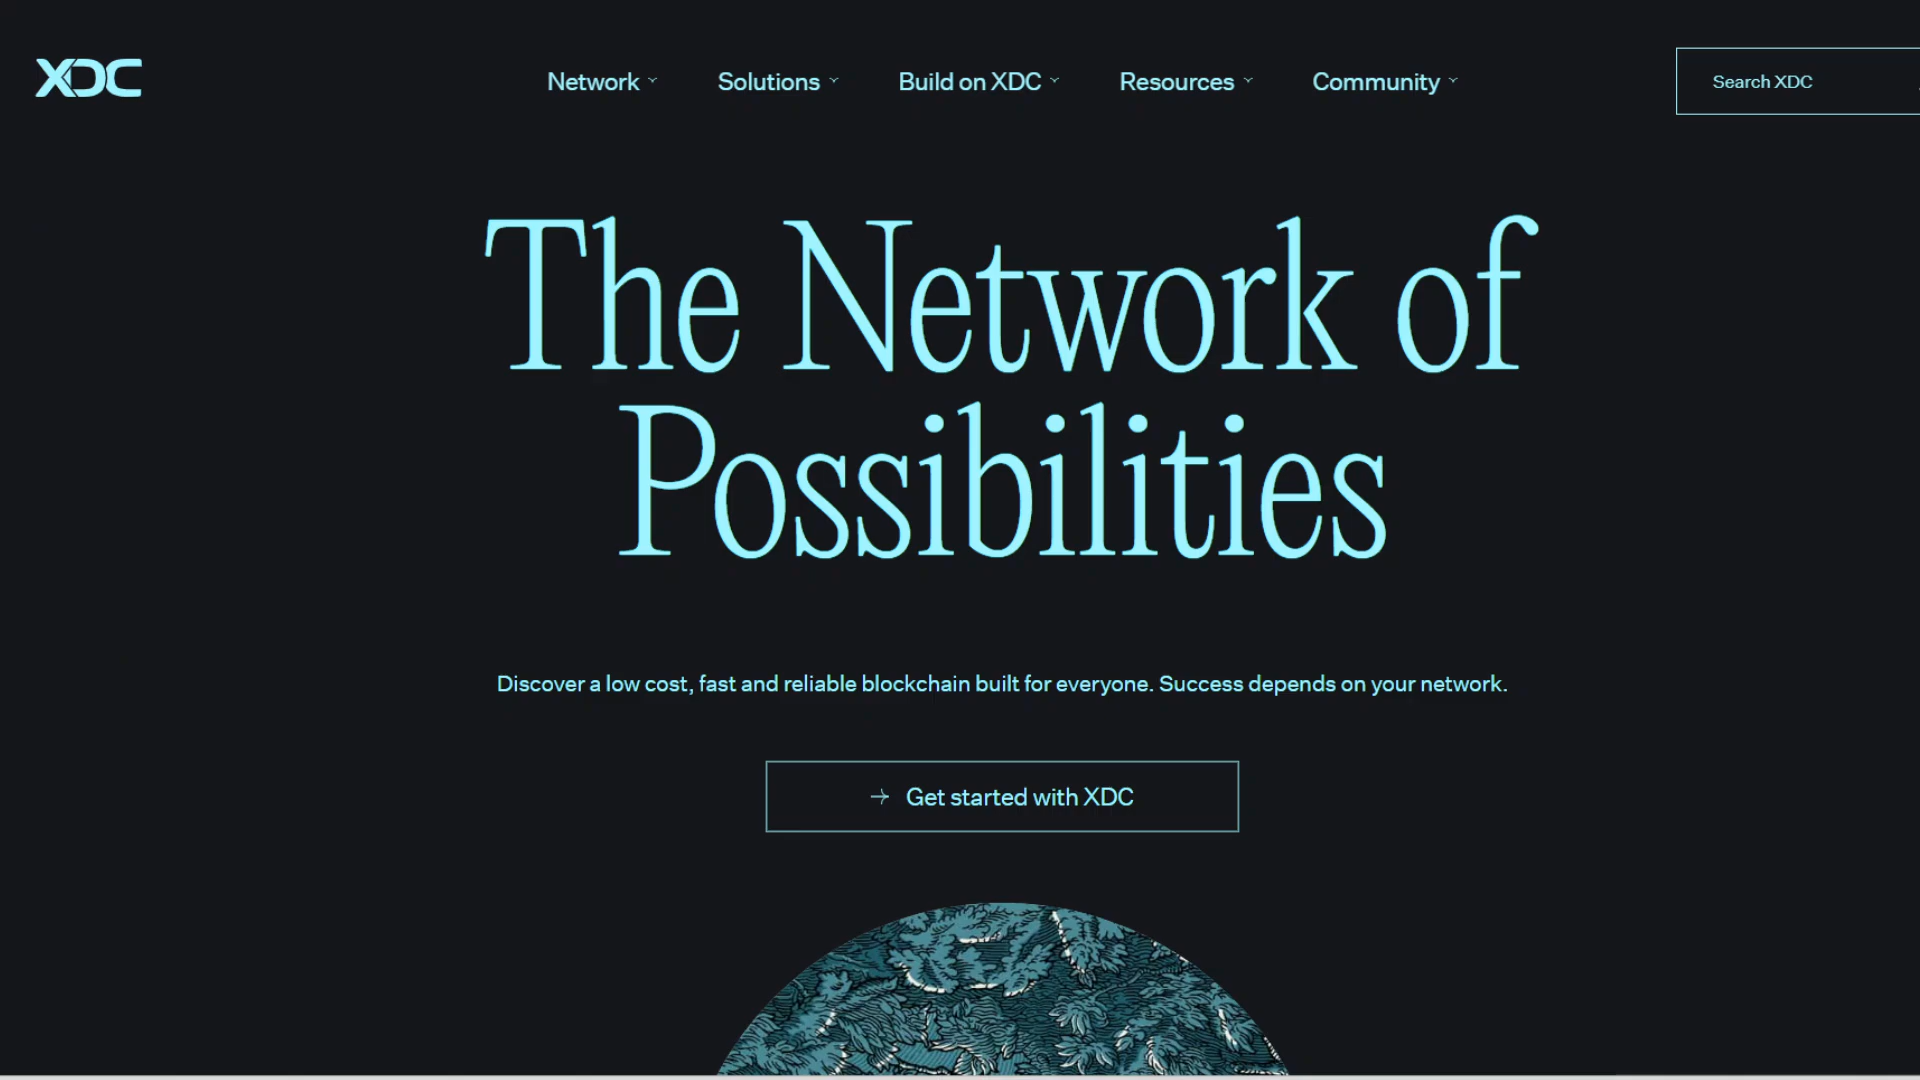 XDC
Network
Solutions
Build on XDC
Resources
Community
Search XDC
The Network of
Possibilities
Discover a low cost, fast and reliable blockchain built for everyone. Success depends on your network.
Get started with XDC